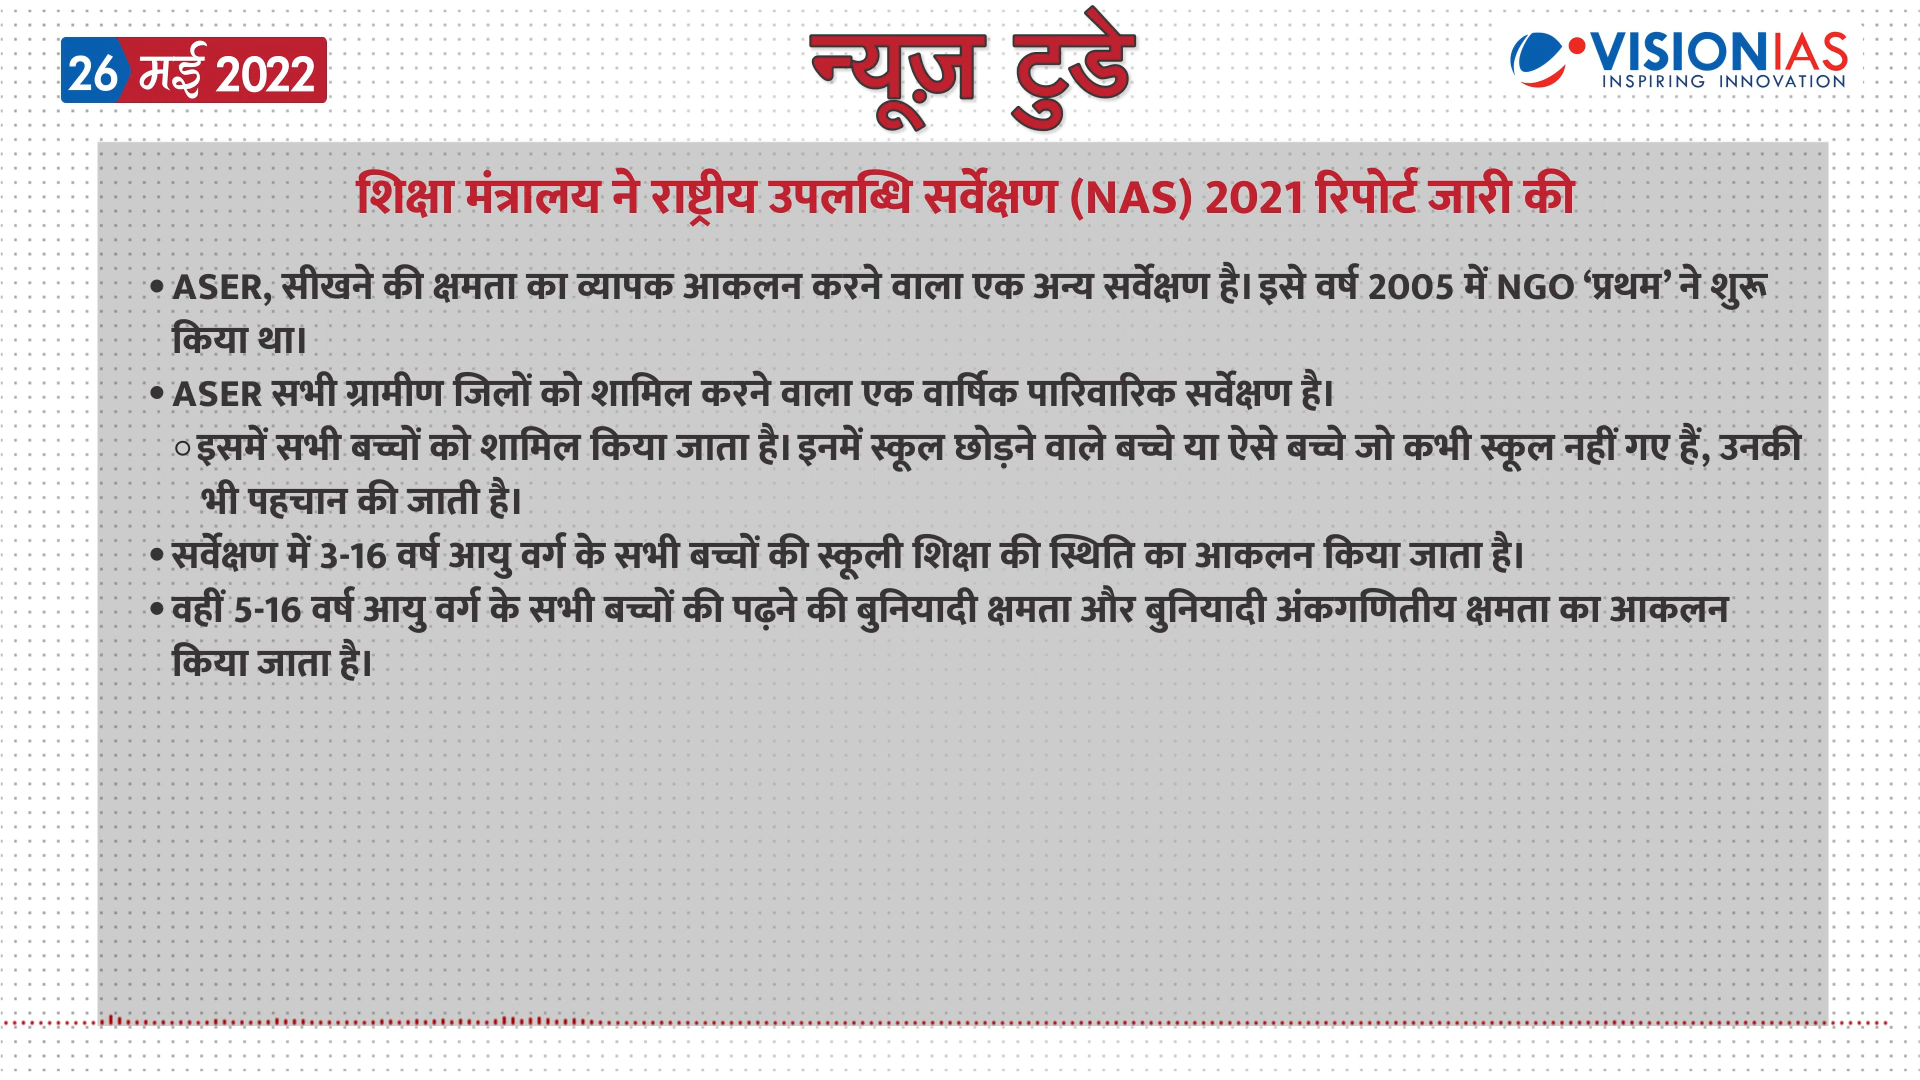 26 मई 2022
न्यूज़ टुडे
VISIONIAS
INSPIRING INNOVATION
शिक्षा मंत्रालय ने राष्ट्रीय उपलब्धि सर्वेक्षण (NAS) 2021 रिपोर्ट जारी की
• ASER, सीखने की क्षमता का व्यापक आकलन करने वाला एक अन्य सर्वेक्षण है। इसे वर्ष 2005 में NGO ‘प्रथम’ ने शुरू
किया था।
• ASER सभी ग्रामीण जिलों को शामिल करने वाला एक वार्षिक पारिवारिक सर्वेक्षण है।
○ इसमें सभी बच्चों को शामिल किया जाता है। इनमें स्कूल छोड़ने वाले बच्चे या ऐसे बच्चे जो कभी स्कूल नहीं गए हैं, उनकी
भी पहचान की जाती है।
• सर्वेक्षण में 3-16 वर्ष आयु वर्ग के सभी बच्चों की स्कूली शिक्षा की स्थिति का आकलन किया जाता है।
• वहीं 5-16 वर्ष आयु वर्ग के सभी बच्चों की पढ़ने की बुनियादी क्षमता और बुनियादी अंकगणितीय क्षमता का आकलन
किया जाता है।